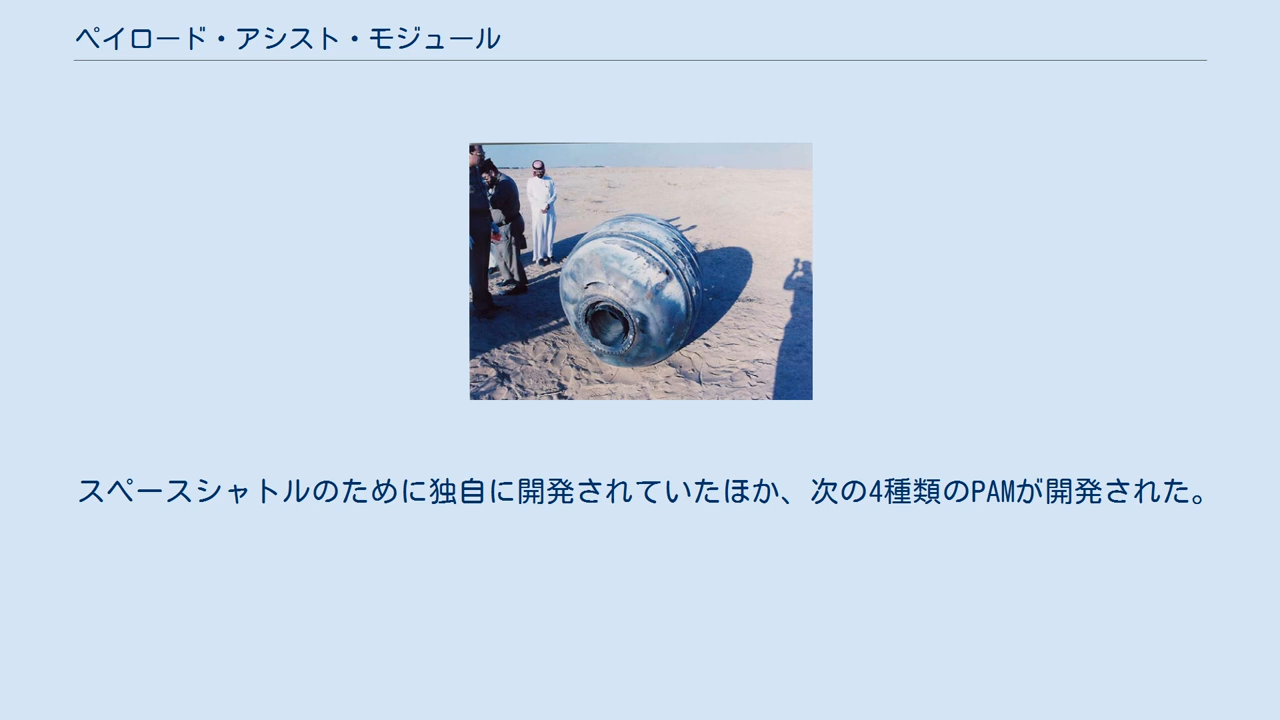 ペイロード・アシスト・モジュール
スペースシャトルのために独自に開発されていたほか、次の4種類のPAMが開発された。